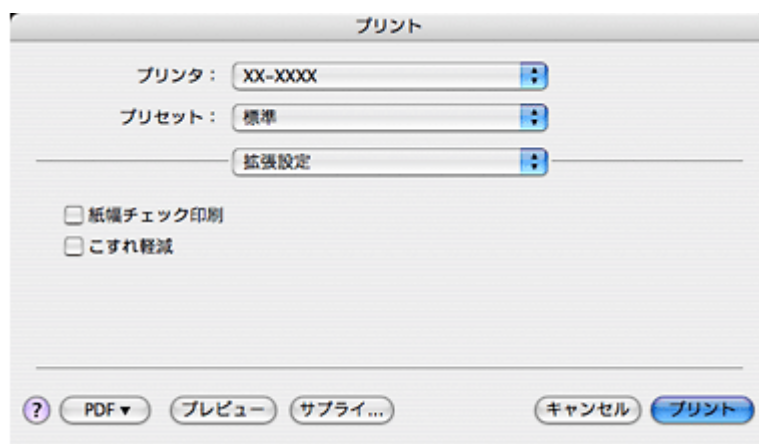 プリント
プリンタ： XX-XXXX
プリセット： 標準
拡張設定
紙幅チェック印刷
こすれ軽減
? PDF▼ プレビュー サプライ... キャンセル プリント